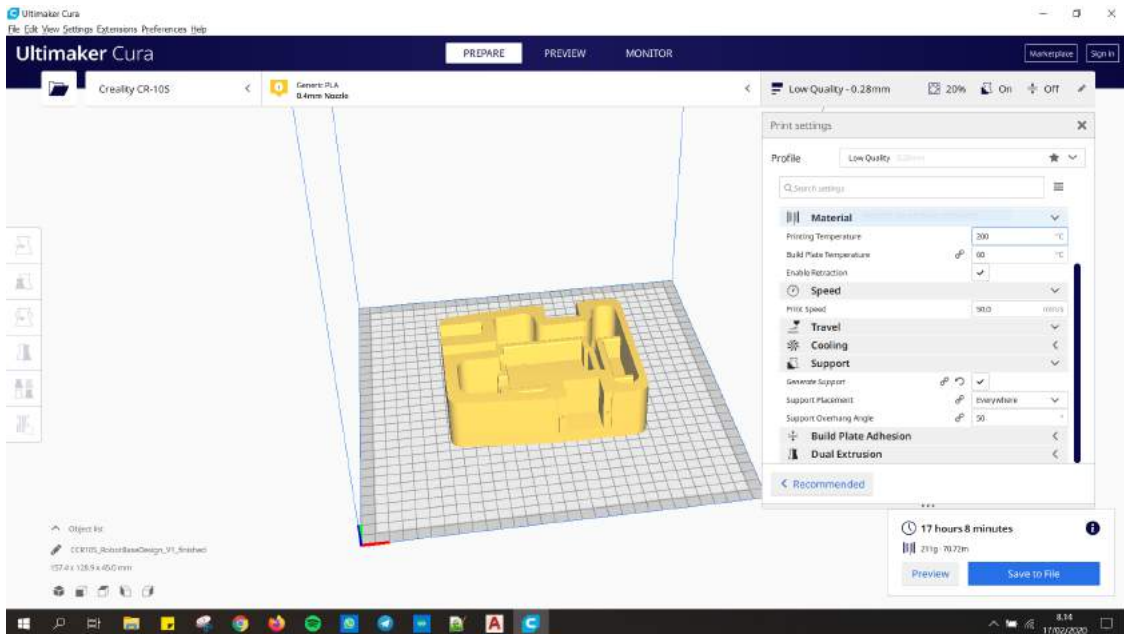 Ultimaker Cura
File Edit View Settings Extensions Preferences Help
Ultimaker Cura
PREPARE
PREVIEW
MONITOR
Marketplace
Sign in
Creality CR-10S
Generic PLA
0.4mm Nozzle
Low Quality - 0.28mm
20%
On
Off
Print settings
Profile
Low Quality 0.28mm
Search settings
Material
Printing Temperature 200 °C
Build Plate Temperature 60 °C
Enable Retraction
Speed
Print Speed 50.0 mm/s
Travel
Cooling
Support
Generate Support
Support Placement Everywhere
Support Overhang Angle 50 °
Build Plate Adhesion
Dual Extrusion
Recommended
Object list
CCR10S_RobotBaseDesign_V1_finished
157.4 x 128.9 x 45.0 mm
17 hours 8 minutes
211g · 70.72m
Preview
Save to File
8.14
17/02/2020